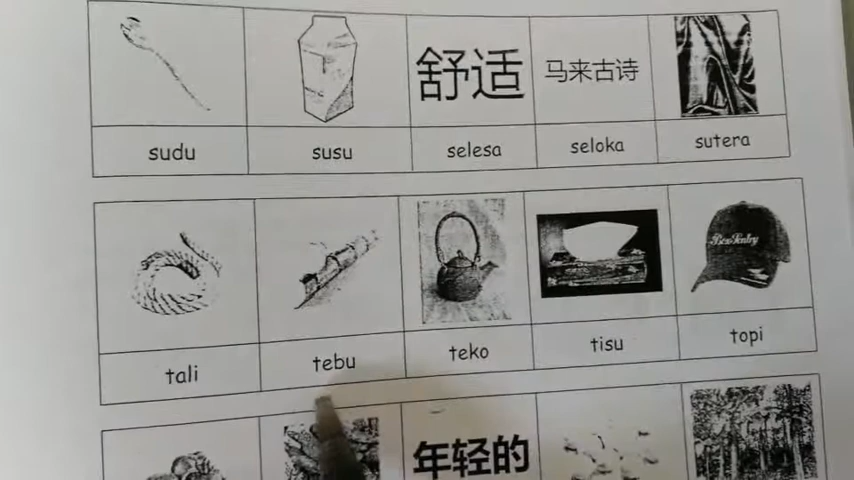 舒适
马来古诗
sudu
susu
selesa
seloka
sutera
tali
tebu
teko
tisu
topi
年轻的